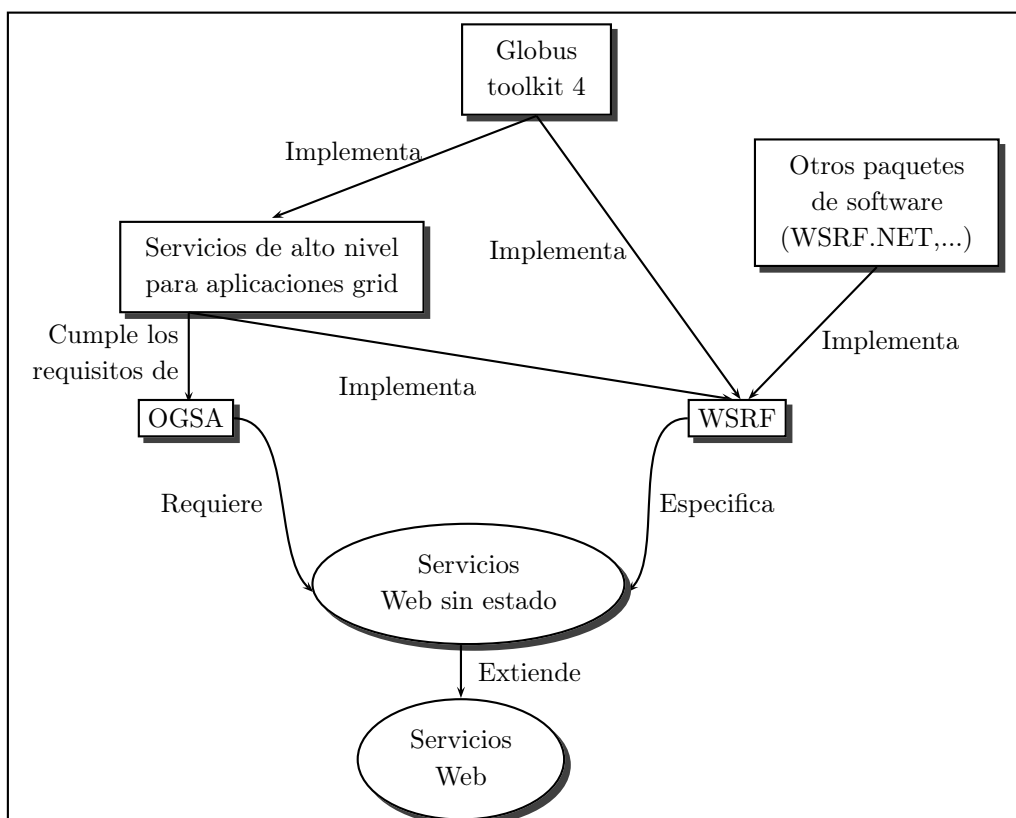 Globus
toolkit 4
Implementa
Otros paquetes
de software
(WSRF.NET,...)
Servicios de alto nivel
para aplicaciones grid
Implementa
Cumple los
requisitos de
Implementa
Implementa
OGSA
WSRF
Requiere
Especifica
Servicios
Web sin estado
Extiende
Servicios
Web